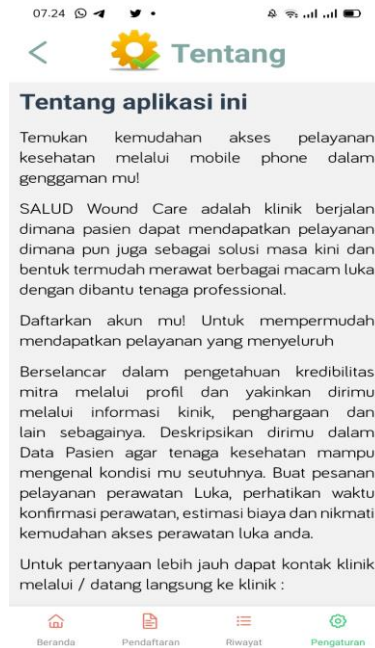 07.24
Tentang
Tentang aplikasi ini
Temukan kemudahan akses pelayanan
kesehatan melalui mobile phone dalam
genggaman mu!
SALUD Wound Care adalah klinik berjalan
dimana pasien dapat mendapatkan pelayanan
dimana pun juga sebagai solusi masa kini dan
bentuk termudah merawat berbagai macam luka
dengan dibantu tenaga professional.
Daftarkan akun mu! Untuk mempermudah
mendapatkan pelayanan yang menyeluruh
Berselancar dalam pengetahuan kredibilitas
mitra melalui profil dan yakinkan dirimu
melalui informasi kinik, penghargaan dan
lain sebagainya. Deskripsikan dirimu dalam
Data Pasien agar tenaga kesehatan mampu
mengenal kondisi mu seutuhnya. Buat pesanan
pelayanan perawatan Luka, perhatikan waktu
konfirmasi perawatan, estimasi biaya dan nikmati
kemudahan akses perawatan luka anda.
Untuk pertanyaan lebih jauh dapat kontak klinik
melalui / datang langsung ke klinik :
Beranda Pendaftaran Riwayat Pengaturan